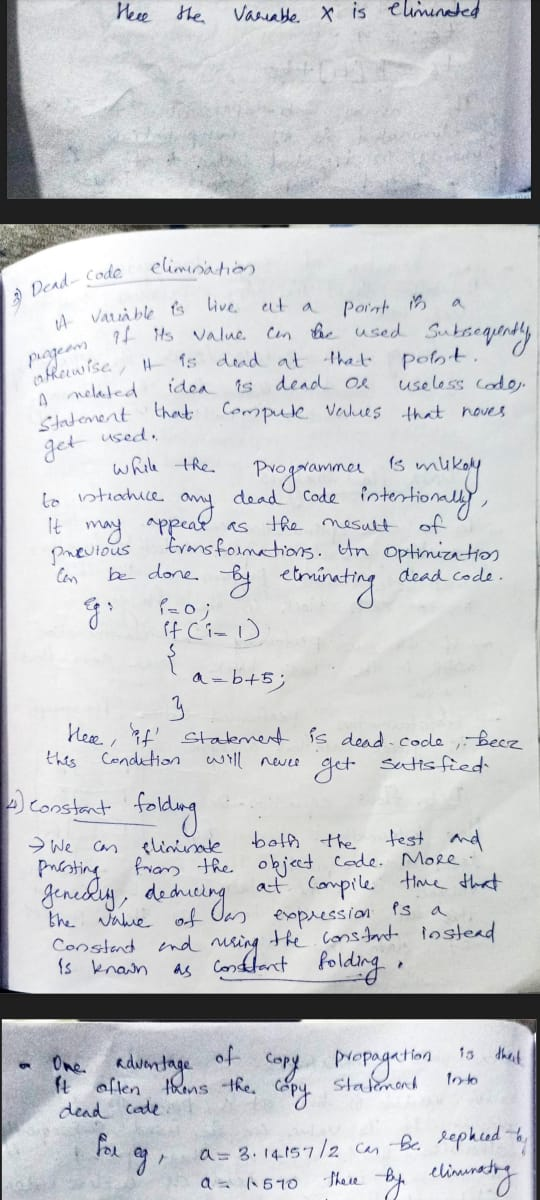 Here the Variable x is eliminated
3) Dead-Code elimination
A Variable is live at a point in a
program if its value can be used Subsequently
otherwise, it is dead at that point.
A related idea is dead or useless code,
Statement that Compute Values that never
get used.
While the Programmer is unlikely
to introduce any dead code intentionally,
It may appear as the result of
previous transformations. An optimization
Can be done by eliminating dead code.
Eg: i=0;
if (i=1)
{
a=b+5;
}
Here, 'if' Statement is dead-code, Becz
this Condition will never get Satisfied.
4) Constant folding
→ We can eliminate both the test and
printing from the object code. More
generally, deducing at Compile time that
the value of an expression is a
Constant and using the constant instead
is known as Constant folding.
- One advantage of Copy propagation is that
It often turns the copy Statement into
dead code.
For eg, a = 3.14157/2 can be replaced by
a = 1.570 there by eliminating